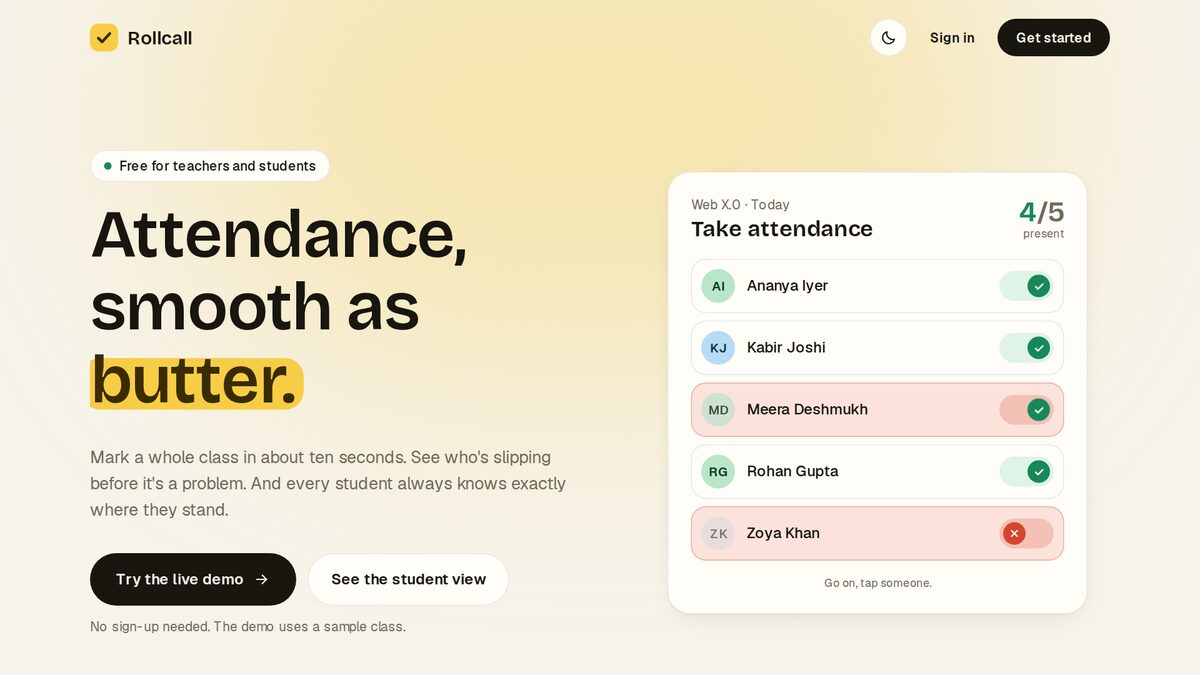 Rollcall
Sign in
Get started
Free for teachers and students
Attendance,
smooth as
butter.
Mark a whole class in about ten seconds. See who's slipping
before it's a problem. And every student always knows exactly
where they stand.
Try the live demo →
See the student view
No sign-up needed. The demo uses a sample class.
Web X.0 · Today
Take attendance
4/5
present
AI Ananya Iyer
KJ Kabir Joshi
MD Meera Deshmukh
RG Rohan Gupta
ZK Zoya Khan
Go on, tap someone.